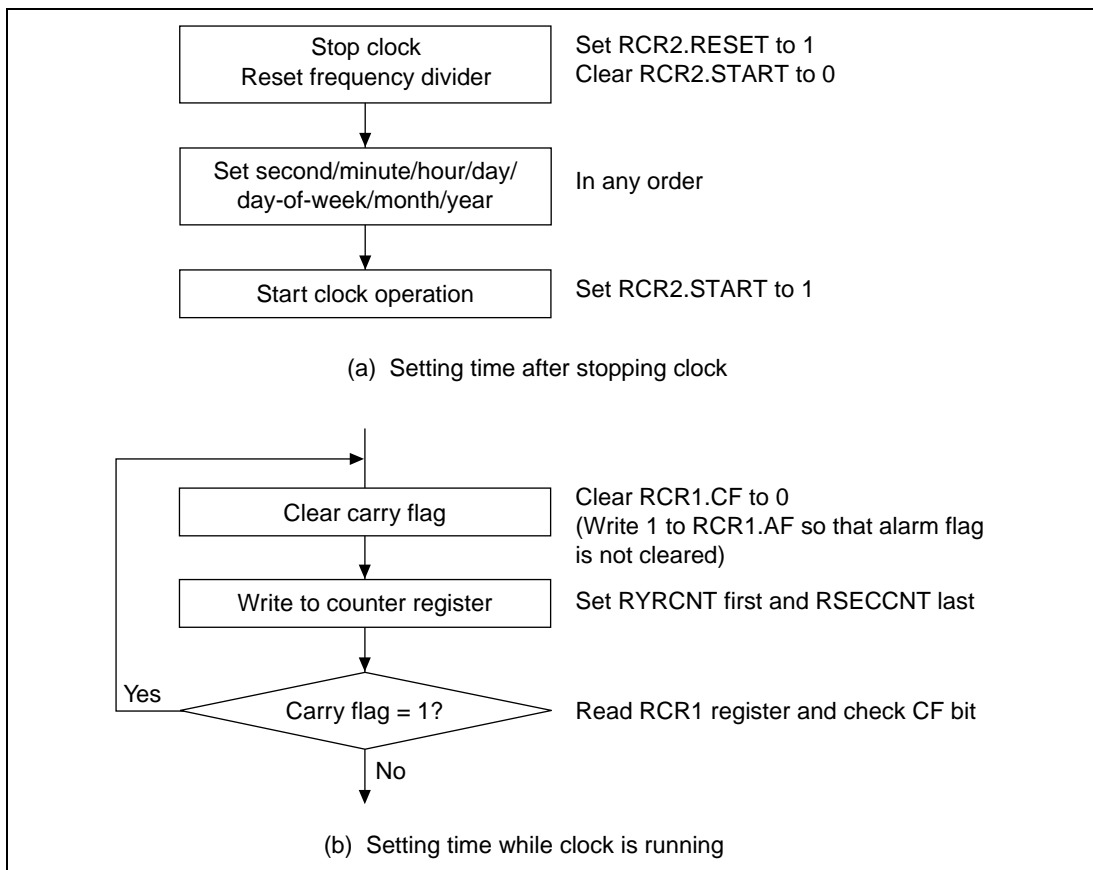 Stop clock
Reset frequency divider
Set RCR2.RESET to 1
Clear RCR2.START to 0
Set second/minute/hour/day/
day-of-week/month/year
In any order
Start clock operation
Set RCR2.START to 1
(a) Setting time after stopping clock
Clear carry flag
Clear RCR1.CF to 0
(Write 1 to RCR1.AF so that alarm flag
is not cleared)
Write to counter register
Set RYRCNT first and RSECCNT last
Yes
Carry flag = 1?
Read RCR1 register and check CF bit
No
(b) Setting time while clock is running